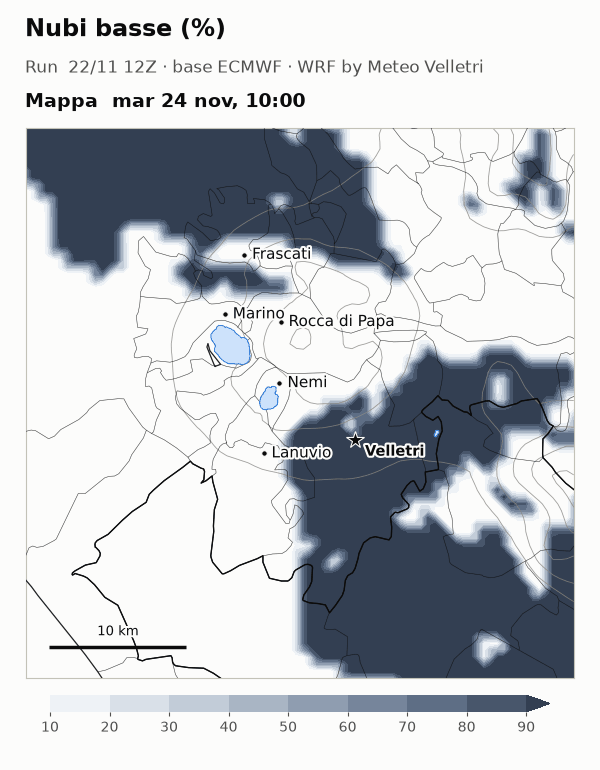 Nubi basse (%)
Run  22/11 12Z · base ECMWF · WRF by Meteo Velletri
Mappa  mar 24 nov, 10:00
Frascati
Marino
Rocca di Papa
Nemi
Velletri
Lanuvio
10 km
10 20 30 40 50 60 70 80 90